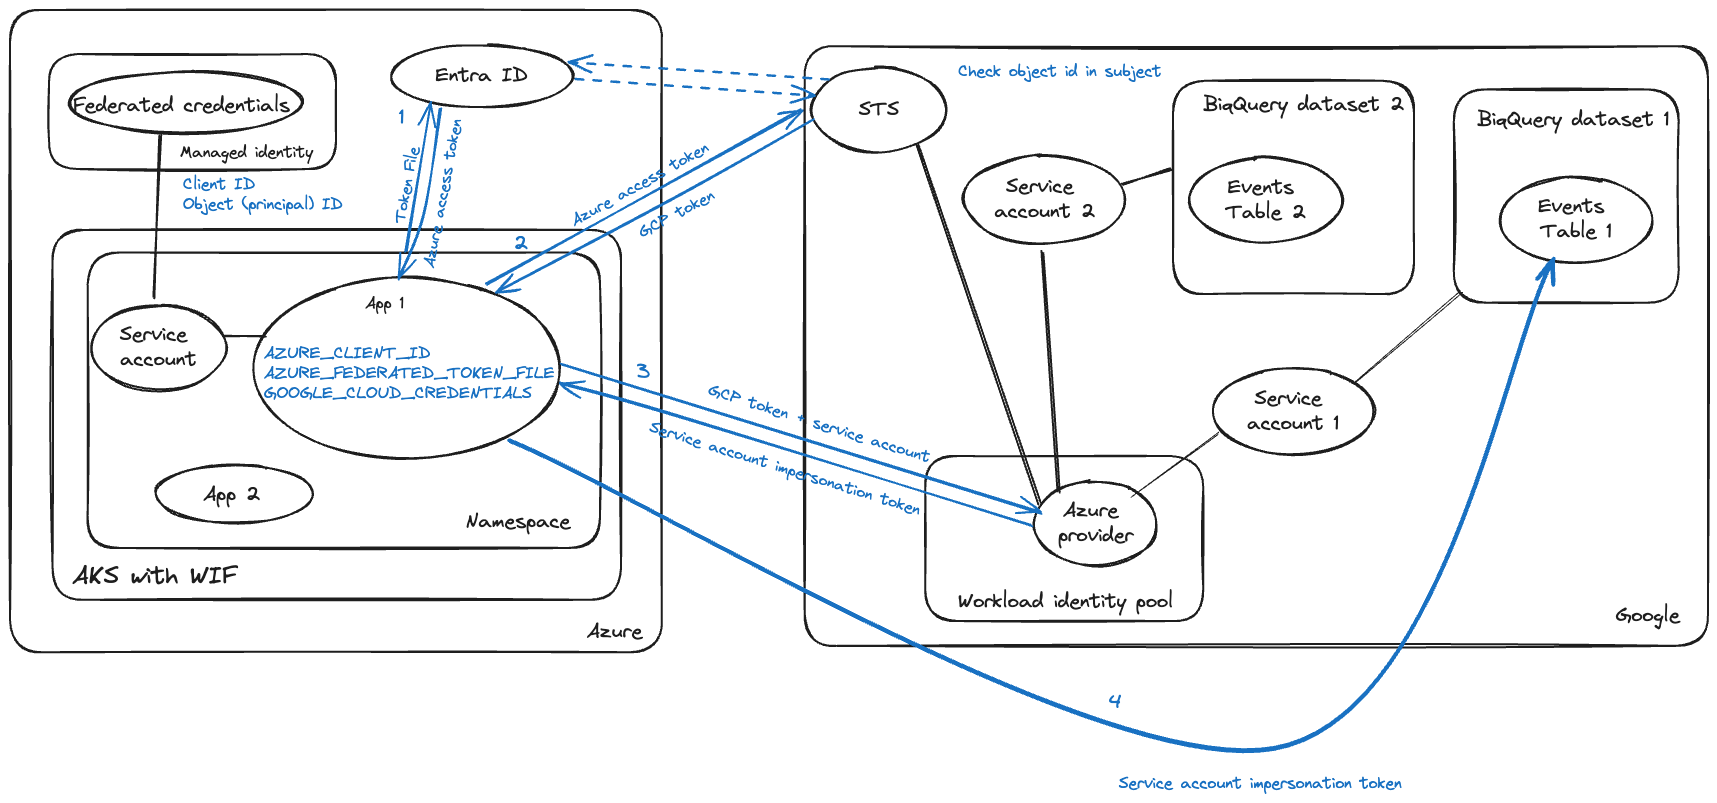 Entra ID
Federated credentials
Managed identity
Client ID
Object (principal) ID
1
Token File
Azure access token
2
Azure access token
GCP token
App 1
AZURE_CLIENT_ID
AZURE_FEDERATED_TOKEN_FILE
GOOGLE_CLOUD_CREDENTIALS
Service
account
App 2
Namespace
AKS with WIF
Azure
3
GCP token + service account
Service account impersonation token
STS
Check object id in subject
Service
account 2
BiqQuery dataset 2
Events
Table 2
BiqQuery dataset 1
Events
Table 1
Service
account 1
Azure
provider
Workload identity pool
Google
4
Service account impersonation token